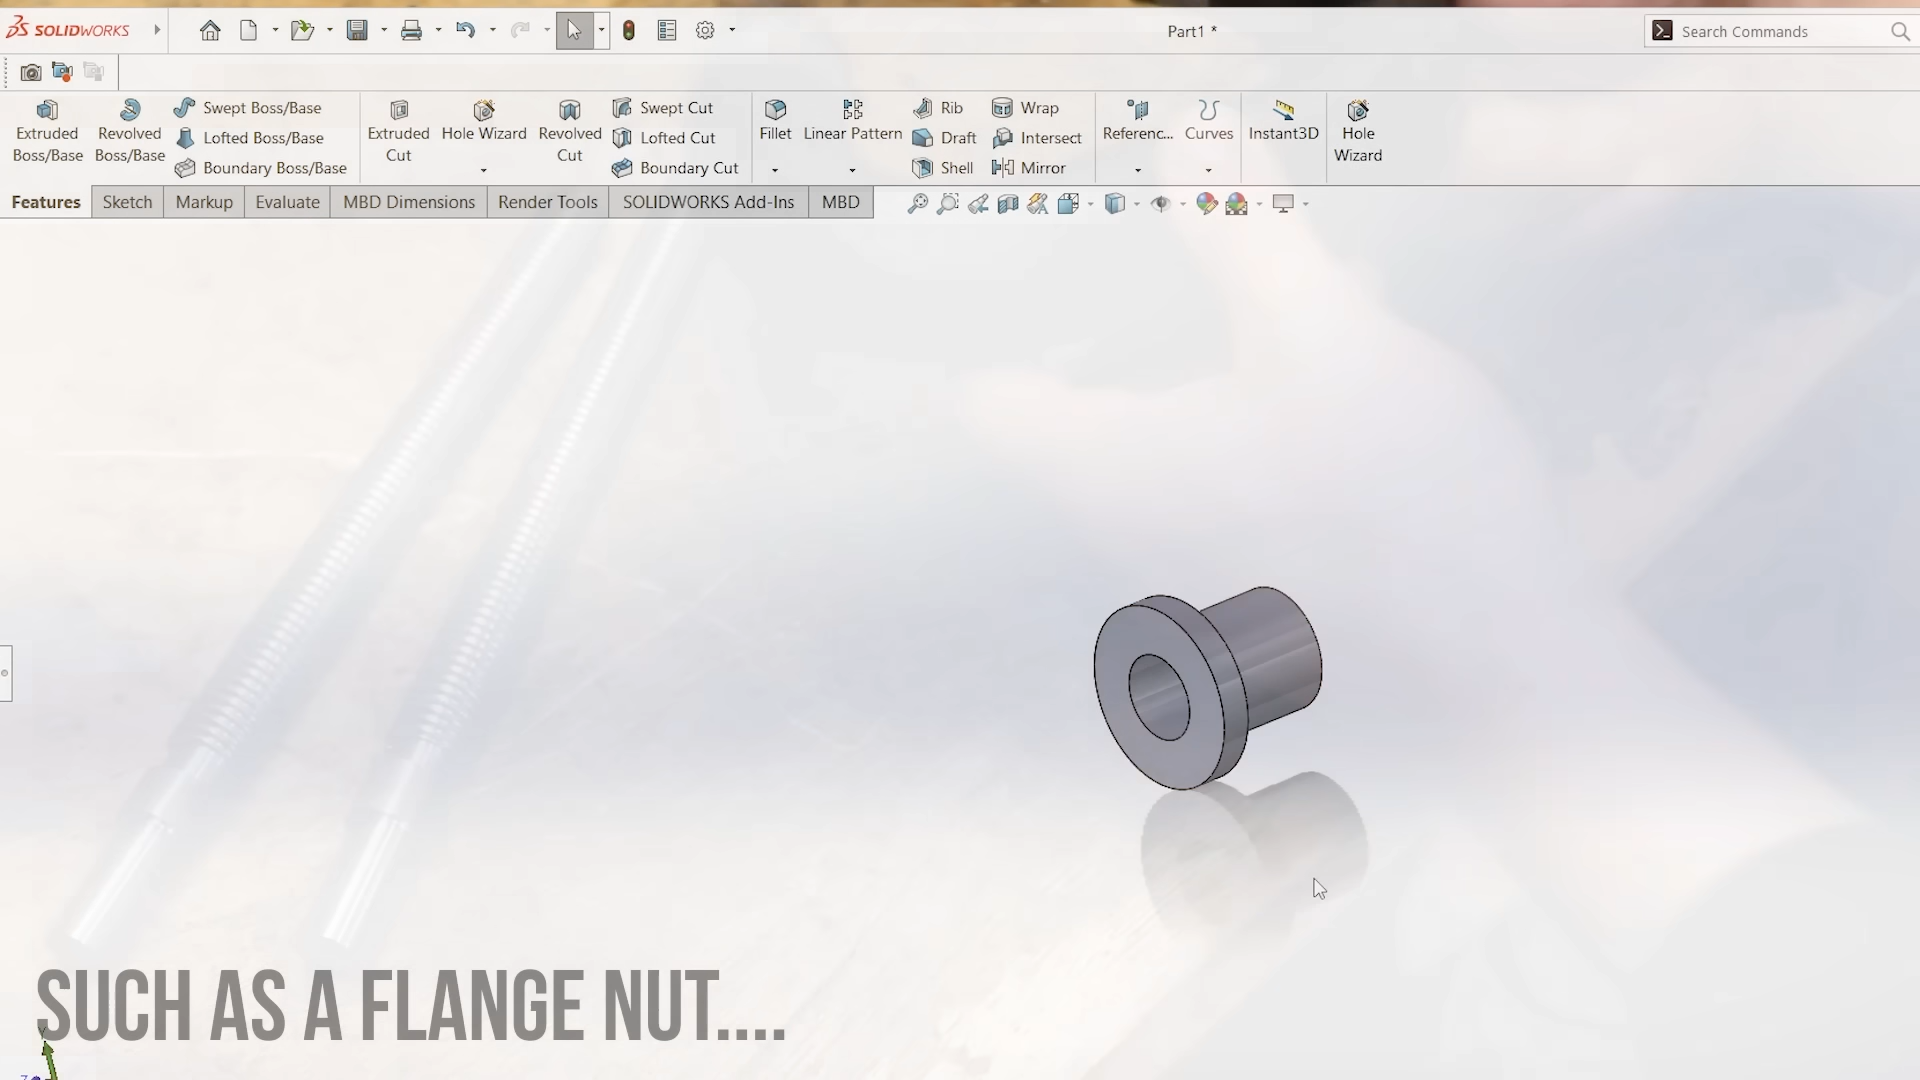 SOLIDWORKS
Part1 *
Search Commands
Extruded Boss/Base
Revolved Boss/Base
Swept Boss/Base
Lofted Boss/Base
Boundary Boss/Base
Extruded Cut
Hole Wizard
Revolved Cut
Swept Cut
Lofted Cut
Boundary Cut
Fillet
Linear Pattern
Rib
Draft
Shell
Wrap
Intersect
Mirror
Referenc...
Curves
Instant3D
Hole Wizard
Features
Sketch
Markup
Evaluate
MBD Dimensions
Render Tools
SOLIDWORKS Add-Ins
MBD
SUCH AS A FLANGE NUT....
Y
Z